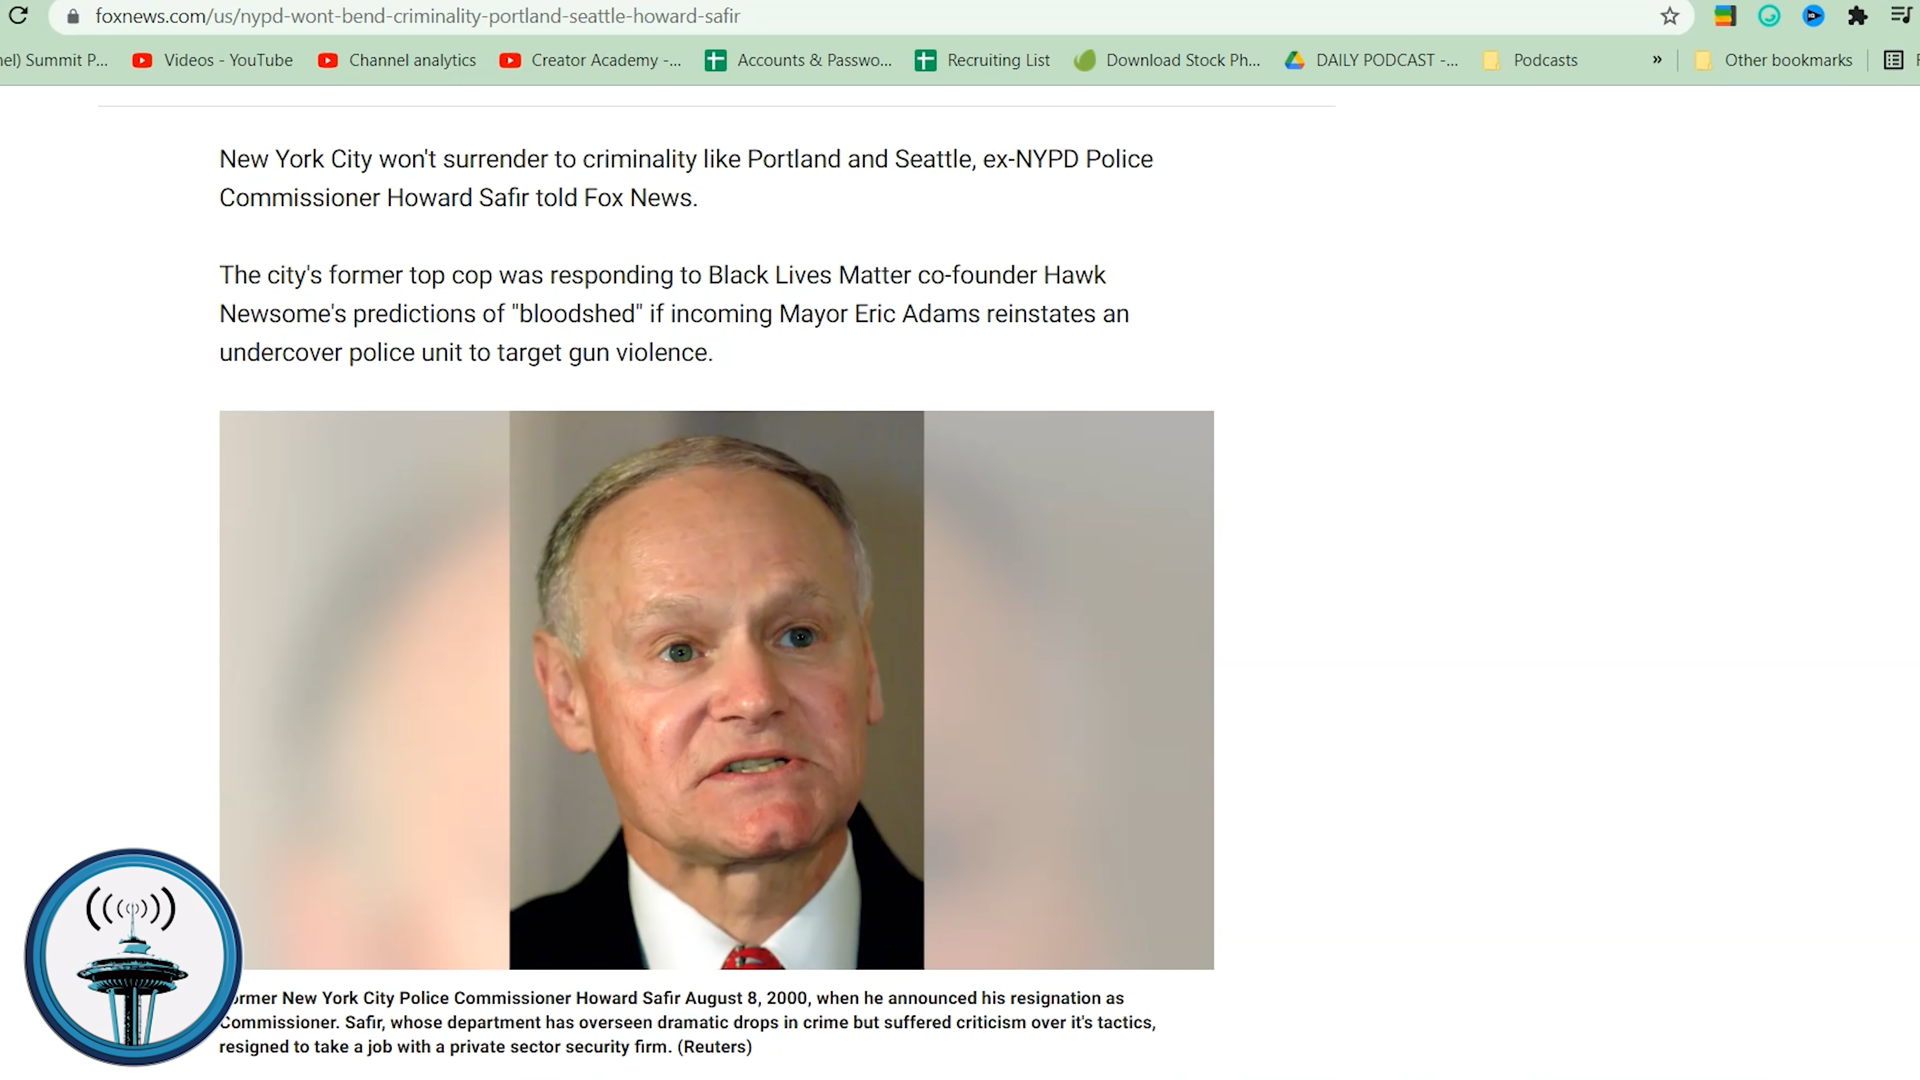 foxnews.com/us/nypd-wont-bend-criminality-portland-seattle-howard-safir
nel) Summit P... Videos - YouTube Channel analytics Creator Academy -... Accounts & Passwo... Recruiting List Download Stock Ph... DAILY PODCAST -... Podcasts » Other bookmarks
New York City won't surrender to criminality like Portland and Seattle, ex-NYPD Police
Commissioner Howard Safir told Fox News.
The city's former top cop was responding to Black Lives Matter co-founder Hawk
Newsome's predictions of "bloodshed" if incoming Mayor Eric Adams reinstates an
undercover police unit to target gun violence.
ormer New York City Police Commissioner Howard Safir August 8, 2000, when he announced his resignation as
Commissioner. Safir, whose department has overseen dramatic drops in crime but suffered criticism over it's tactics,
resigned to take a job with a private sector security firm. (Reuters)